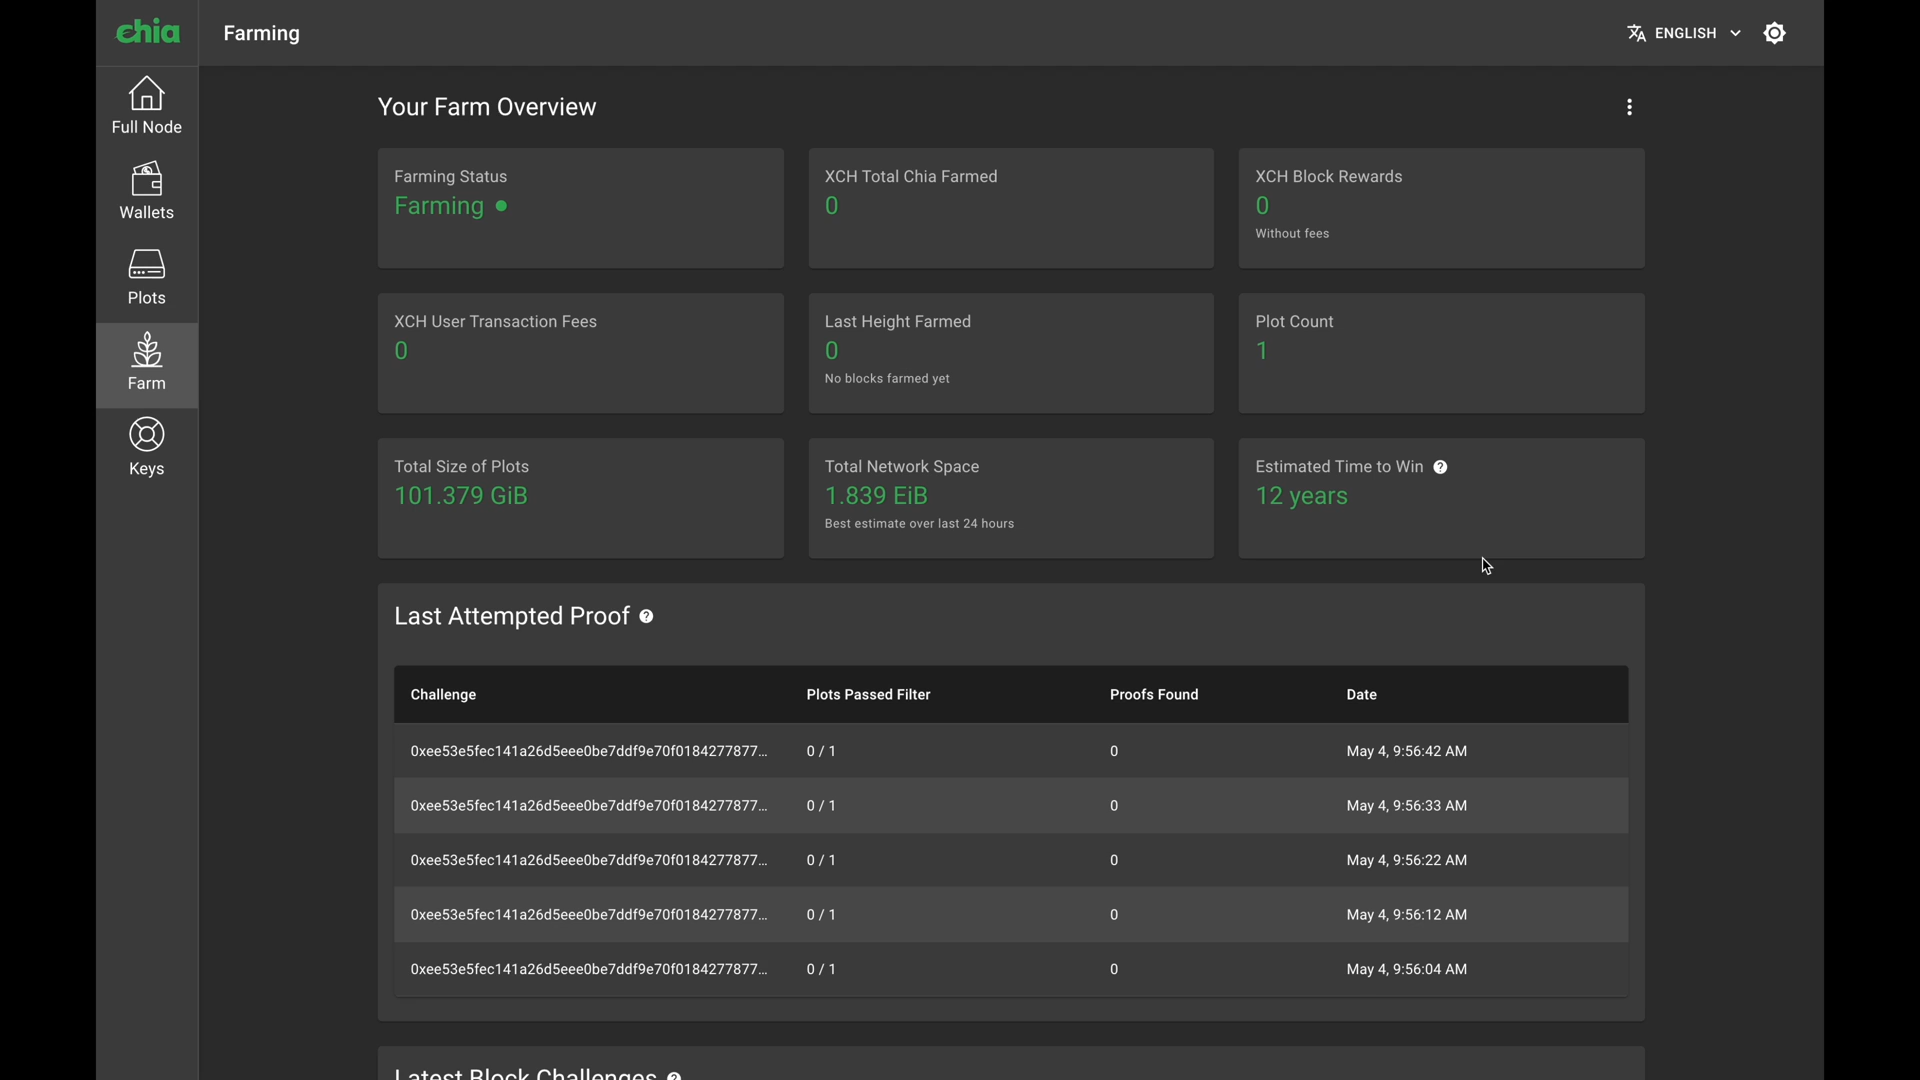 chia
Farming
ENGLISH
Full Node
Wallets
Plots
Farm
Keys
Your Farm Overview
Farming Status
Farming
XCH Total Chia Farmed
0
XCH Block Rewards
0
Without fees
XCH User Transaction Fees
0
Last Height Farmed
0
No blocks farmed yet
Plot Count
1
Total Size of Plots
101.379 GiB
Total Network Space
1.839 EiB
Best estimate over last 24 hours
Estimated Time to Win
12 years
Last Attempted Proof
Challenge Plots Passed Filter Proofs Found Date
0xee53e5fec141a26d5eee0be7ddf9e70f0184277877... 0 / 1 0 May 4, 9:56:42 AM
0xee53e5fec141a26d5eee0be7ddf9e70f0184277877... 0 / 1 0 May 4, 9:56:33 AM
0xee53e5fec141a26d5eee0be7ddf9e70f0184277877... 0 / 1 0 May 4, 9:56:22 AM
0xee53e5fec141a26d5eee0be7ddf9e70f0184277877... 0 / 1 0 May 4, 9:56:12 AM
0xee53e5fec141a26d5eee0be7ddf9e70f0184277877... 0 / 1 0 May 4, 9:56:04 AM
Latest Block Challenges